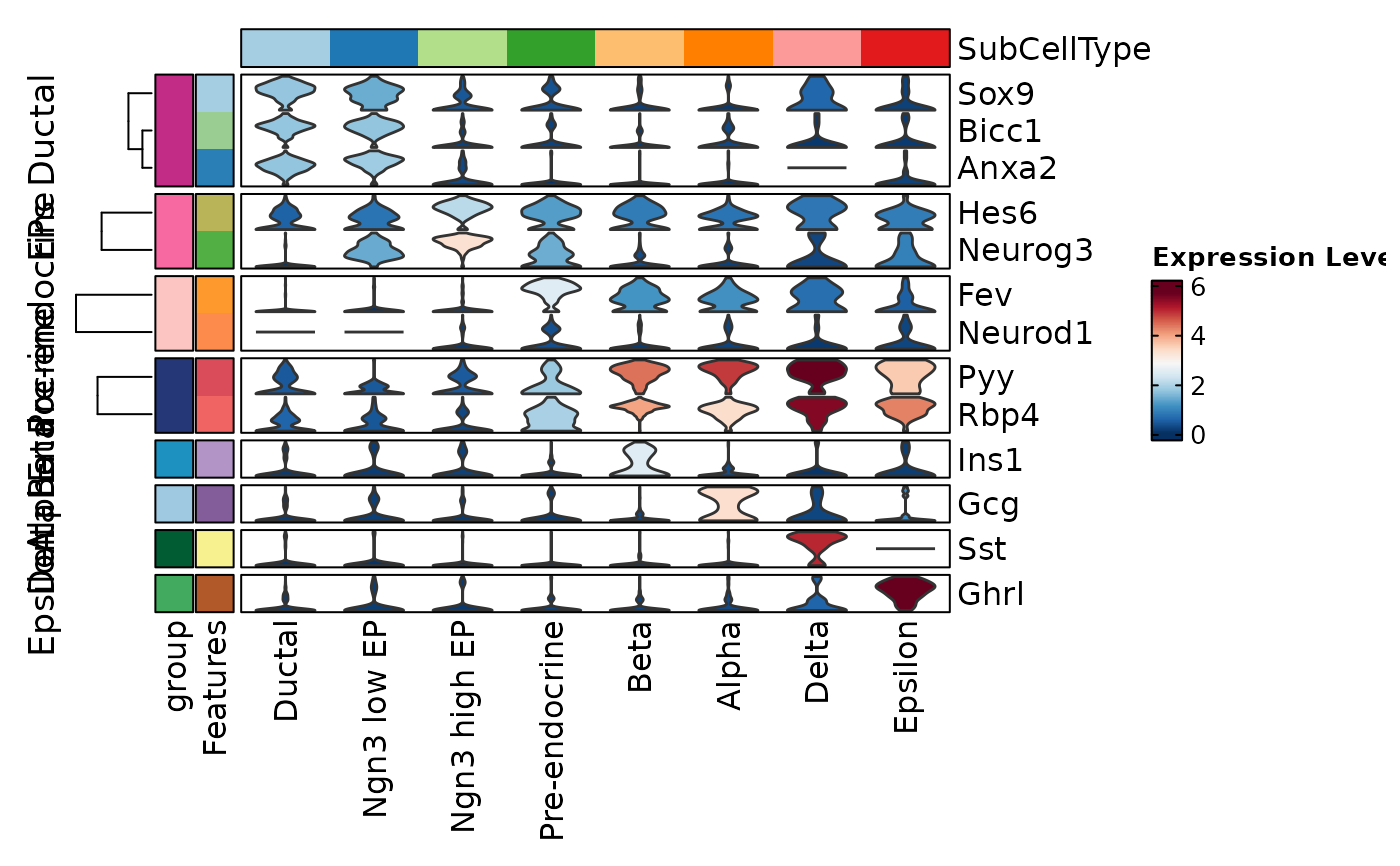 SubCellType
Ductal
Sox9
Bicc1
Anxa2
EPs
Hes6
Neurog3
Expression Leve
6
4
2
0
Fev
Neurod1
Pyy
Rbp4
Ins1
Gcg
Sst
Ghrl
group
Features
Ductal
Ngn3 low EP
Ngn3 high EP
Pre-endocrine
Beta
Alpha
Delta
Epsilon